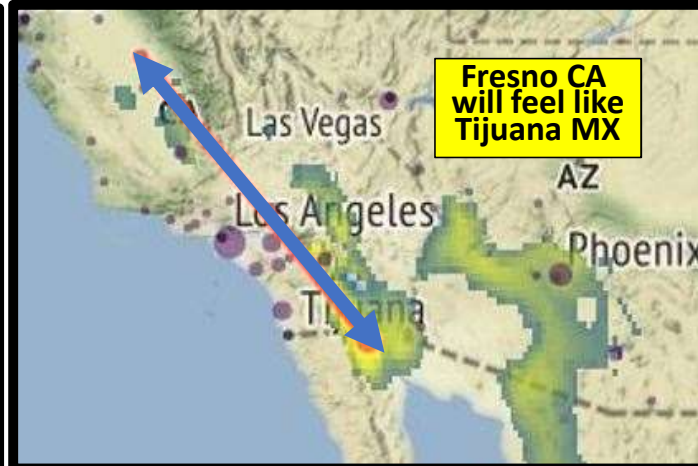 Fresno CA
will feel like
Tijuana MX
Las Vegas
AZ
Los Angeles
Phoenix
Tijuana